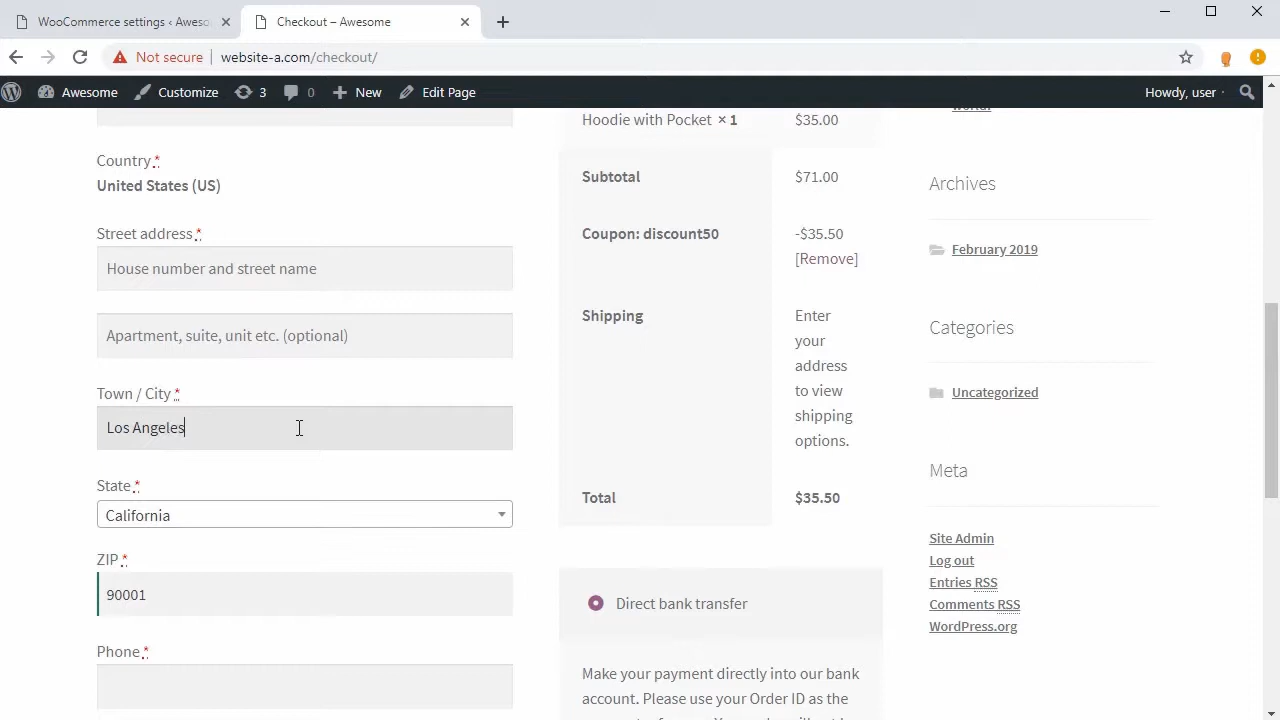 WooCommerce settings ‹ Aweso
Checkout – Awesome
Not secure
website-a.com/checkout/
Awesome
Customize
3
0
New
Edit Page
Howdy, user
Country *
United States (US)
Street address *
House number and street name
Apartment, suite, unit etc. (optional)
Town / City *
Los Angeles
State *
California
ZIP *
90001
Phone *
Hoodie with Pocket × 1 $35.00
Subtotal $71.00
Coupon: discount50 -$35.50
[Remove]
Shipping Enter
your
address
to view
shipping
options.
Total $35.50
Direct bank transfer
Make your payment directly into our bank
account. Please use your Order ID as the
Archives
February 2019
Categories
Uncategorized
Meta
Site Admin
Log out
Entries RSS
Comments RSS
WordPress.org